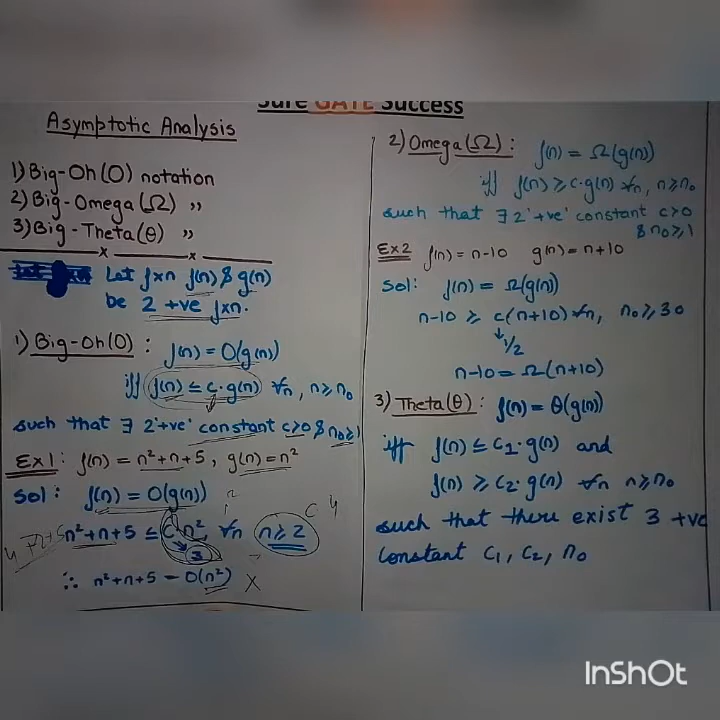 Sure GATE Success
Asymptotic Analysis
1) Big-Oh(O) notation
2) Big-Omega(Ω) ,,
3) Big-Theta(θ) ,,
x x
Let fxn f(n) & g(n)
be 2 +ve fxn.
1) Big-Oh(O) : f(n) = O(g(n))
iff f(n) ≤ c·g(n) ∀n, n≥n₀
such that ∃ 2 '+ve' constant c>0 & n₀≥1
Ex1: f(n) = n²+n+5, g(n)=n²
Sol: f(n) = O(g(n))
n²+n+5 ≤ C·n², ∀n n≥2
3
∴ n²+n+5 = O(n²)
2) Omega(Ω) : f(n) = Ω(g(n))
iff f(n) ≥ c·g(n) ∀n, n≥n₀
such that ∃ 2 '+ve' constant c>0
& n₀≥1
Ex2 f(n) = n-10 g(n) = n+10
Sol: f(n) = Ω(g(n))
n-10 ≥ c(n+10) ∀n, n₀≥30
1/2
n-10 = Ω(n+10)
3) Theta(θ) : f(n) = θ(g(n))
iff f(n) ≤ C₁·g(n) and
f(n) ≥ C₂·g(n) ∀n n≥n₀
such that there exist 3 +ve
constant C₁, C₂, n₀
InShOt